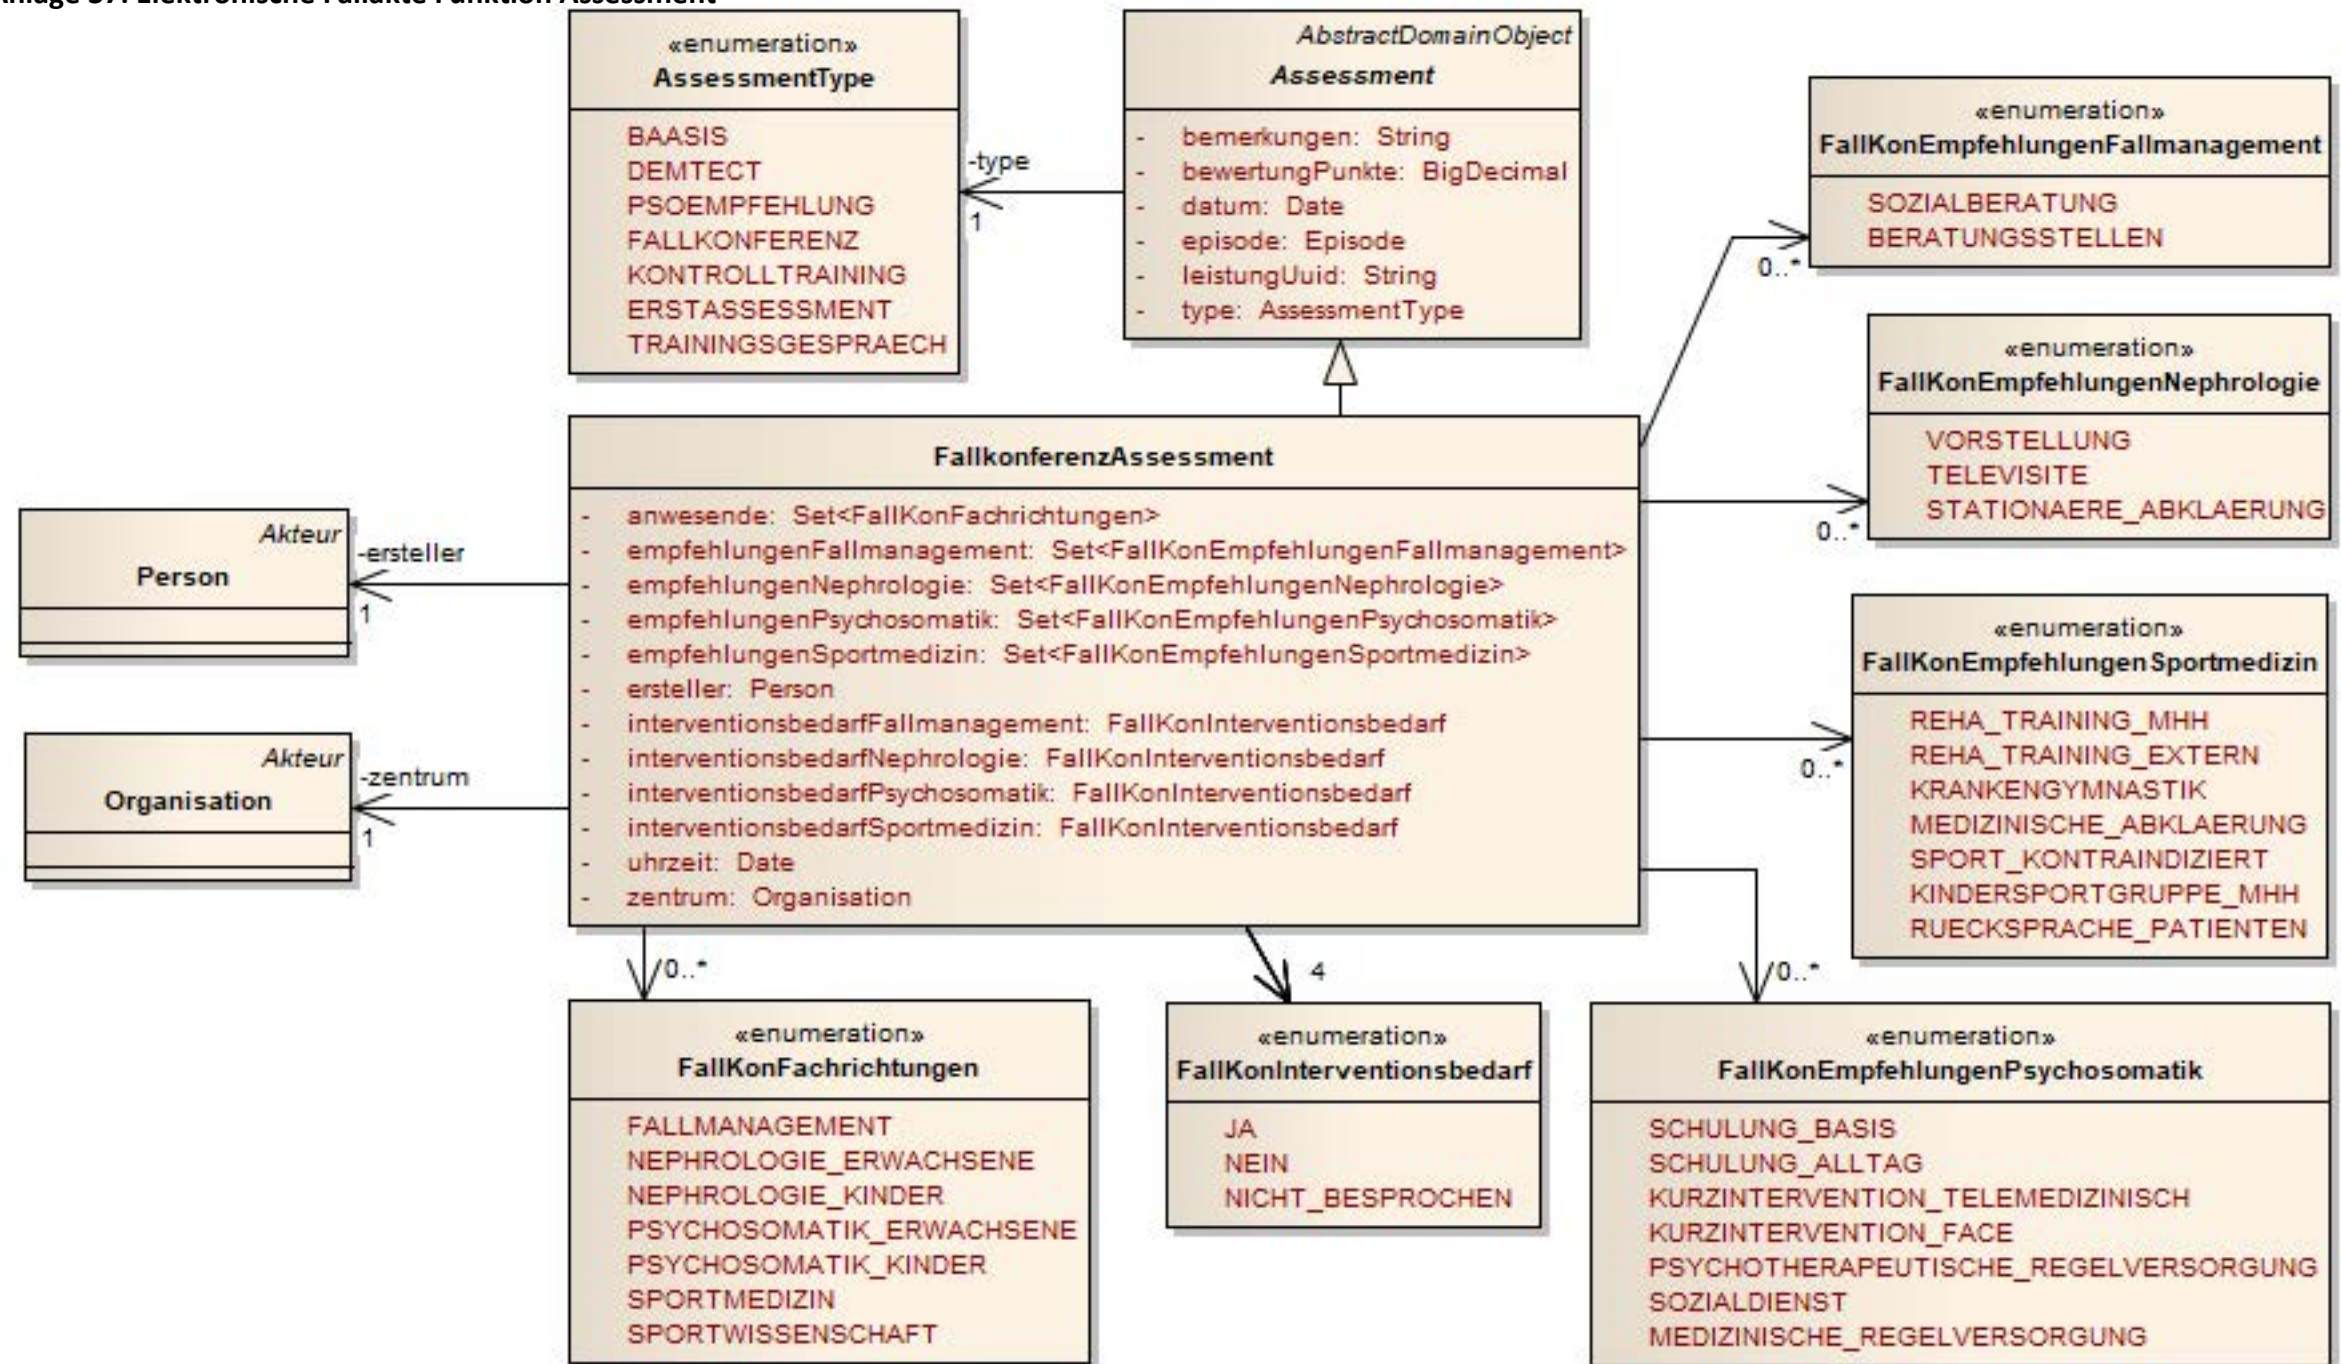 Elektronische Fallakte Funktion Assessment
«enumeration»
AssessmentType
BAASIS
DEMTECT
PSOEMPFEHLUNG
FALLKONFERENZ
KONTROLLTRAINING
ERSTASSESSMENT
TRAININGSGESPRAECH
-type
1
AbstractDomainObject
Assessment
- bemerkungen: String
- bewertungPunkte: BigDecimal
- datum: Date
- episode: Episode
- leistungUuid: String
- type: AssessmentType
«enumeration»
FallKonEmpfehlungenFallmanagement
SOZIALBERATUNG
BERATUNGSSTELLEN
0..*
«enumeration»
FallKonEmpfehlungenNephrologie
VORSTELLUNG
TELEVISITE
STATIONAERE_ABKLAERUNG
0..*
FallkonferenzAssessment
- anwesende: Set<FallKonFachrichtungen>
- empfehlungenFallmanagement: Set<FallKonEmpfehlungenFallmanagement>
- empfehlungenNephrologie: Set<FallKonEmpfehlungenNephrologie>
- empfehlungenPsychosomatik: Set<FallKonEmpfehlungenPsychosomatik>
- empfehlungenSportmedizin: Set<FallKonEmpfehlungenSportmedizin>
- ersteller: Person
- interventionsbedarfFallmanagement: FallKonInterventionsbedarf
- interventionsbedarfNephrologie: FallKonInterventionsbedarf
- interventionsbedarfPsychosomatik: FallKonInterventionsbedarf
- interventionsbedarfSportmedizin: FallKonInterventionsbedarf
- uhrzeit: Date
- zentrum: Organisation
Akteur
Person
-ersteller
1
Akteur
Organisation
-zentrum
1
«enumeration»
FallKonEmpfehlungenSportmedizin
REHA_TRAINING_MHH
REHA_TRAINING_EXTERN
KRANKENGYMNASTIK
MEDIZINISCHE_ABKLAERUNG
SPORT_KONTRAINDIZIERT
KINDERSPORTGRUPPE_MHH
RUECKSPRACHE_PATIENTEN
0..*
0..*
«enumeration»
FallKonFachrichtungen
FALLMANAGEMENT
NEPHROLOGIE_ERWACHSENE
NEPHROLOGIE_KINDER
PSYCHOSOMATIK_ERWACHSENE
PSYCHOSOMATIK_KINDER
SPORTMEDIZIN
SPORTWISSENSCHAFT
4
«enumeration»
FallKonInterventionsbedarf
JA
NEIN
NICHT_BESPROCHEN
0..*
«enumeration»
FallKonEmpfehlungenPsychosomatik
SCHULUNG_BASIS
SCHULUNG_ALLTAG
KURZINTERVENTION_TELEMEDIZINISCH
KURZINTERVENTION_FACE
PSYCHOTHERAPEUTISCHE_REGELVERSORGUNG
SOZIALDIENST
MEDIZINISCHE_REGELVERSORGUNG